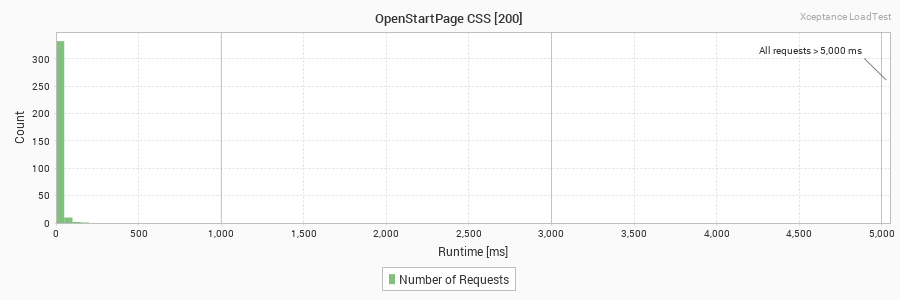 OpenStartPage CSS [200]
Xceptance LoadTest
All requests > 5,000 ms
Count
300
250
200
150
100
50
0
0 500 1,000 1,500 2,000 2,500 3,000 3,500 4,000 4,500 5,000
Runtime [ms]
Number of Requests